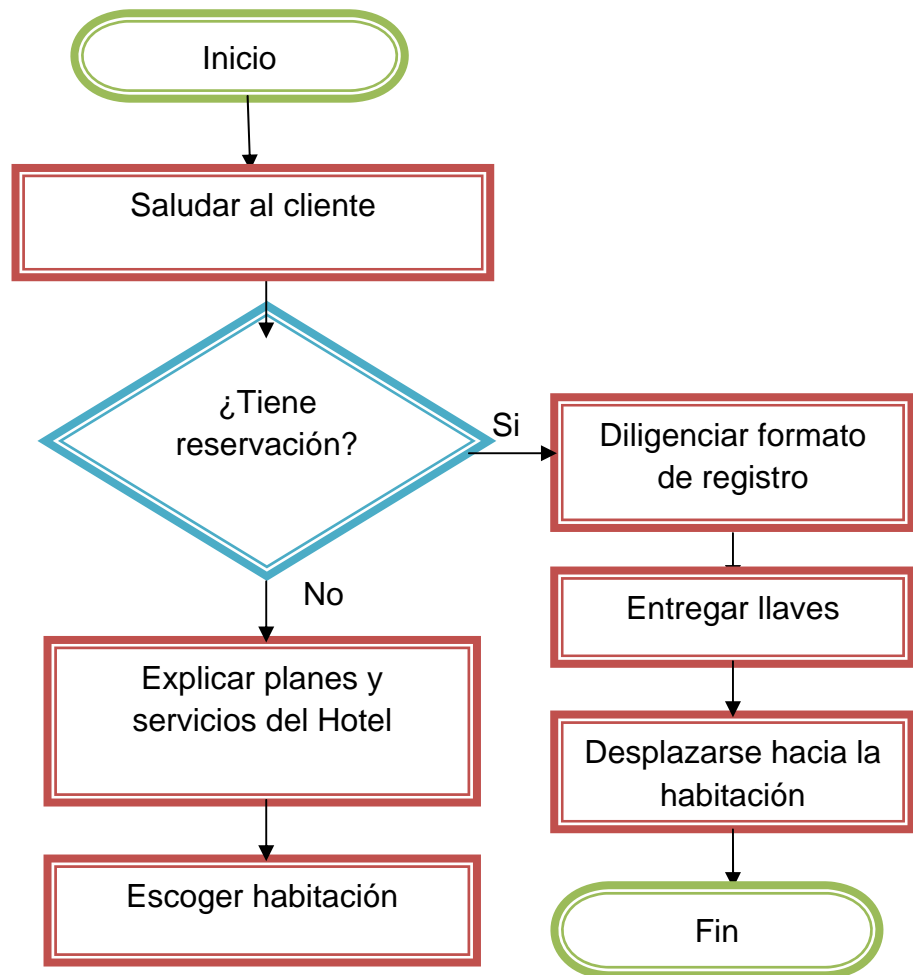 Inicio
Saludar al cliente
¿Tiene
reservación?
Si
No
Explicar planes y
servicios del Hotel
Escoger habitación
Diligenciar formato
de registro
Entregar llaves
Desplazarse hacia la
habitación
Fin